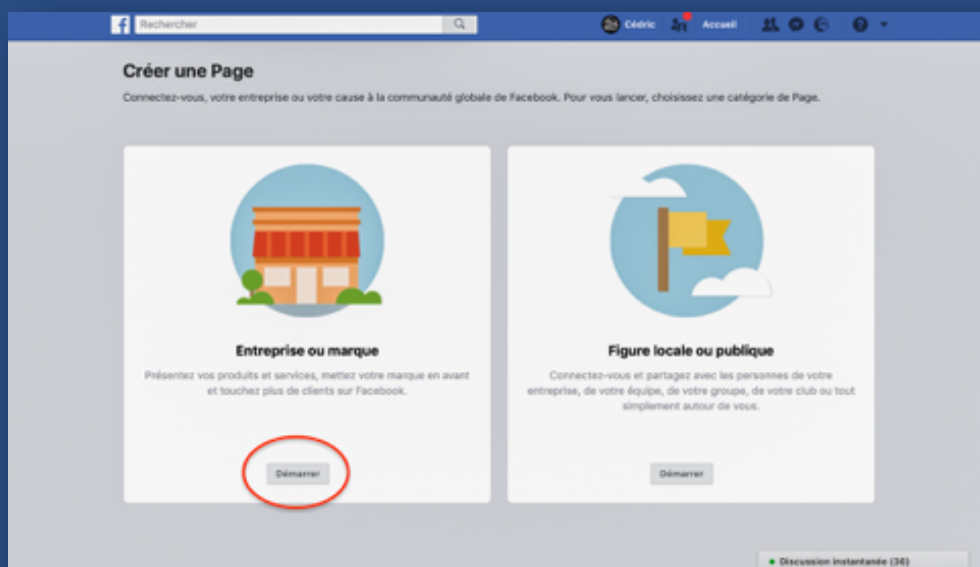 f
Rechercher
Cédric
Accueil
Créer une Page
Connectez-vous, votre entreprise ou votre cause à la communauté globale de Facebook. Pour vous lancer, choisissez une catégorie de Page.
Entreprise ou marque
Présentez vos produits et services, mettez votre marque en avant
et touchez plus de clients sur Facebook.
Démarrer
Figure locale ou publique
Connectez-vous et partagez avec les personnes de votre
entreprise, de votre équipe, de votre groupe, de votre club ou tout
simplement autour de vous.
Démarrer
Discussion instantanée (36)